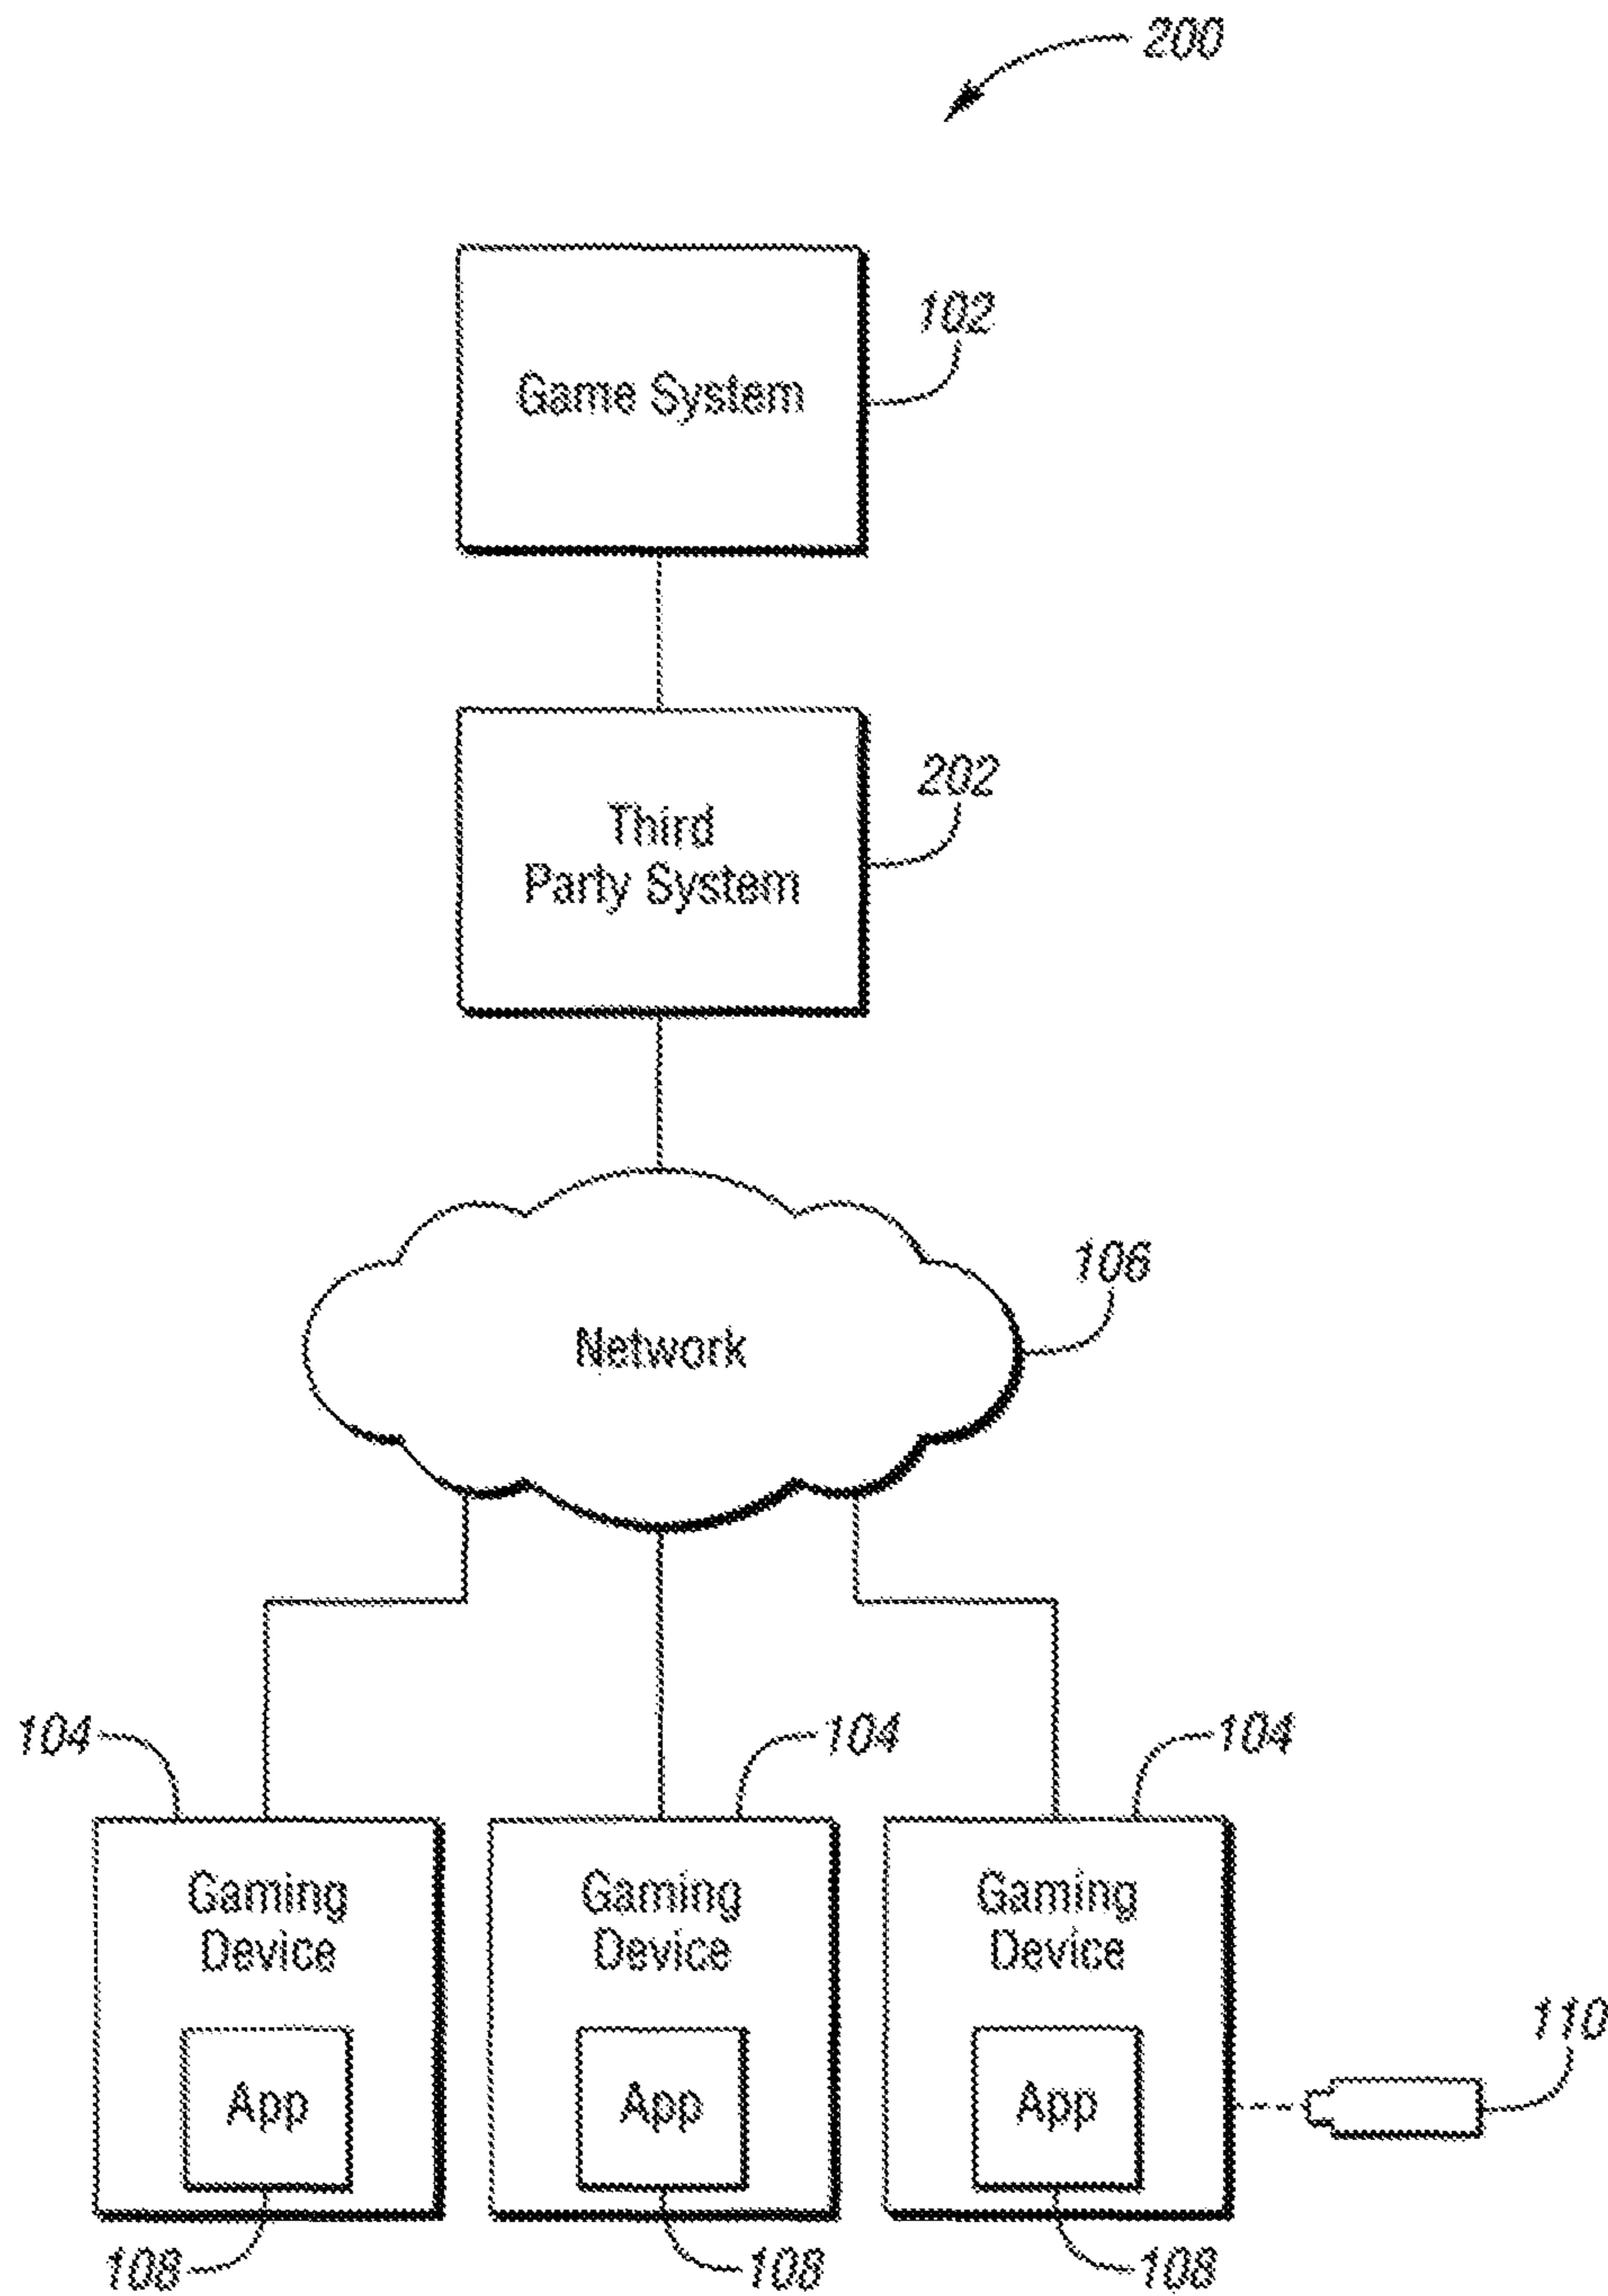 200
Game System
102
Third
Party System
202
Network
106
104
104
104
Gaming
Device
Gaming
Device
Gaming
Device
App
App
App
110
108
108
108